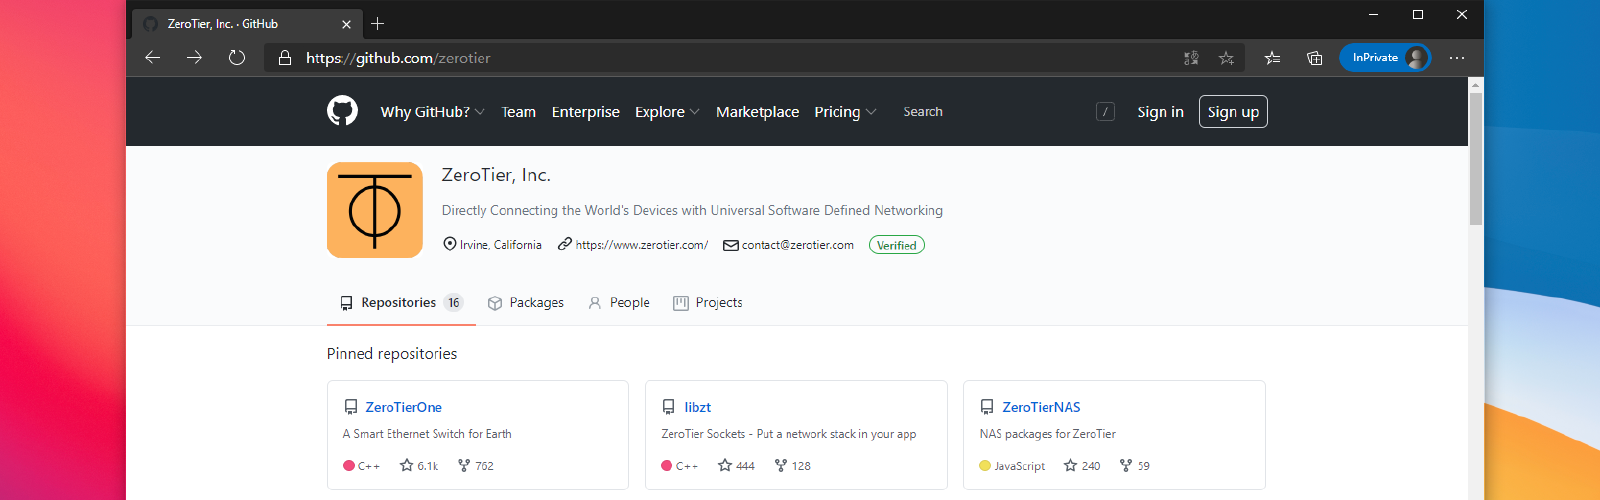 ZeroTier, Inc. · GitHub
https://github.com/zerotier
InPrivate
Why GitHub? Team Enterprise Explore Marketplace Pricing Search / Sign in Sign up
ZeroTier, Inc.
Directly Connecting the World's Devices with Universal Software Defined Networking
Irvine, California https://www.zerotier.com/ contact@zerotier.com Verified
Repositories 16 Packages People Projects
Pinned repositories
ZeroTierOne
A Smart Ethernet Switch for Earth
C++ 6.1k 762
libzt
ZeroTier Sockets - Put a network stack in your app
C++ 444 128
ZeroTierNAS
NAS packages for ZeroTier
JavaScript 240 59